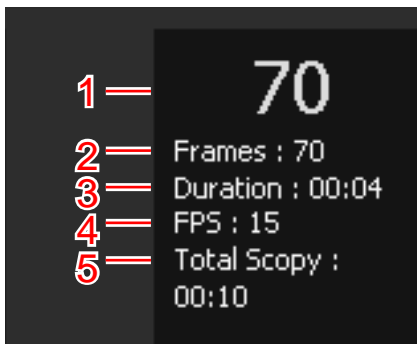 1 70
2 Frames : 70
3 Duration : 00:04
4 FPS : 15
5 Total Scopy :
00:10